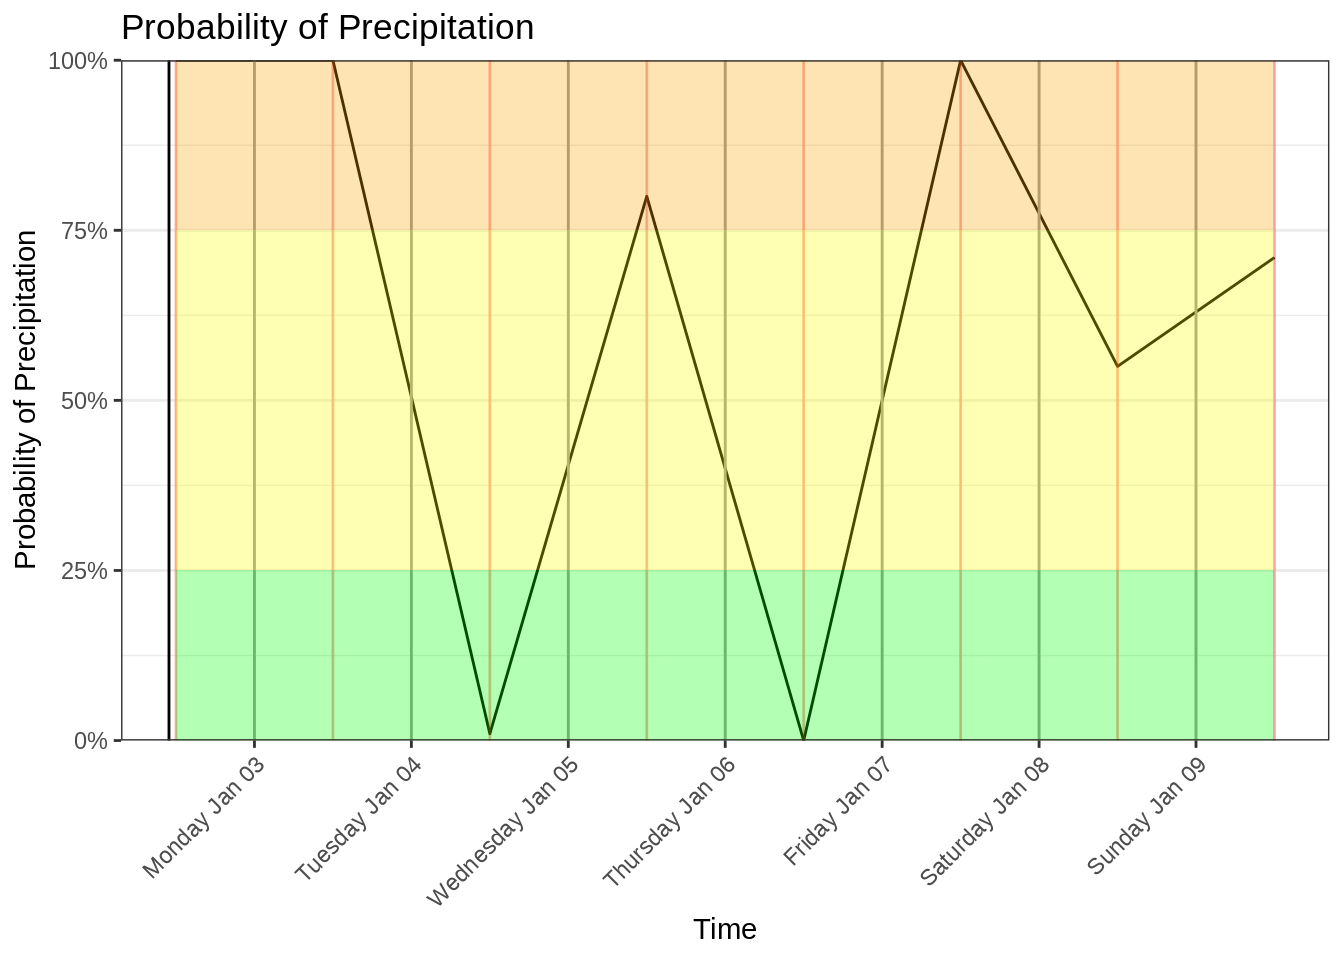 Probability of Precipitation
Probability of Precipitation
100%
75%
50%
25%
0%
Monday Jan 03
Tuesday Jan 04
Wednesday Jan 05
Thursday Jan 06
Friday Jan 07
Saturday Jan 08
Sunday Jan 09
Time